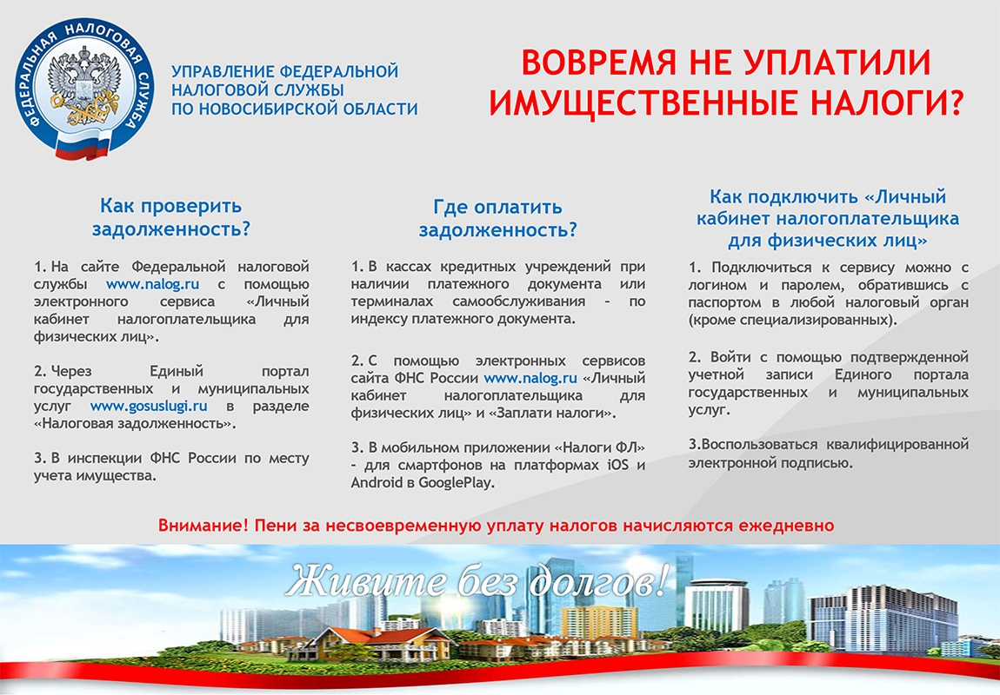 ФЕДЕРАЛЬНАЯ НАЛОГОВАЯ СЛУЖБА
УПРАВЛЕНИЕ ФЕДЕРАЛЬНОЙ
НАЛОГОВОЙ СЛУЖБЫ
ПО НОВОСИБИРСКОЙ ОБЛАСТИ
ВОВРЕМЯ НЕ УПЛАТИЛИ
ИМУЩЕСТВЕННЫЕ НАЛОГИ?
Как проверить
задолженность?
1. На сайте Федеральной налоговой
службы www.nalog.ru с помощью
электронного сервиса «Личный
кабинет налогоплательщика для
физических лиц».
2. Через Единый портал
государственных и муниципальных
услуг www.gosuslugi.ru в разделе
«Налоговая задолженность».
3. В инспекции ФНС России по месту
учета имущества.
Где оплатить
задолженность?
1. В кассах кредитных учреждений при
наличии платежного документа или
терминалах самообслуживания – по
индексу платежного документа.
2. С помощью электронных сервисов
сайта ФНС России www.nalog.ru «Личный
кабинет налогоплательщика для
физических лиц» и «Заплати налоги».
3. В мобильном приложении «Налоги ФЛ»
- для смартфонов на платформах iOS и
Android в GooglePlay.
Как подключить «Личный
кабинет налогоплательщика
для физических лиц»
1. Подключиться к сервису можно с
логином и паролем, обратившись с
паспортом в любой налоговый орган
(кроме специализированных).
2. Войти с помощью подтвержденной
учетной записи Единого портала
государственных и муниципальных
услуг.
3.Воспользоваться квалифицированной
электронной подписью.
Внимание! Пени за несвоевременную уплату налогов начисляются ежедневно
Живите без долгов!